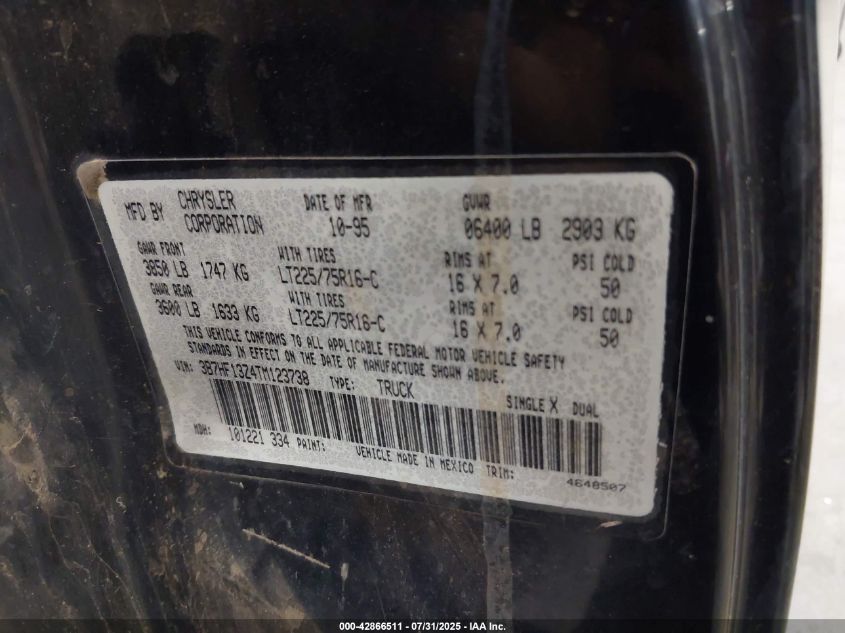 MFD BY CHRYSLER CORPORATION DATE OF MFR 10-95 GVWR 06400 LB 2903 KG
GAWR FRONT WITH TIRES RIMS AT PSI COLD
3850 LB 1747 KG LT225/75R16-C 16 X 7.0 50
GAWR REAR WITH TIRES RIMS AT PSI COLD
3600 LB 1633 KG LT225/75R16-C 16 X 7.0 50
THIS VEHICLE CONFORMS TO ALL APPLICABLE FEDERAL MOTOR VEHICLE SAFETY
STANDARDS IN EFFECT ON THE DATE OF MANUFACTURE SHOWN ABOVE.
VIN: 3B7HF13Z4TM123738 TYPE: TRUCK SINGLE X DUAL
MDH: 101221 334 PAINT: VEHICLE MADE IN MEXICO TRIM:
4648507
000-42866511 - 07/31/2025 - IAA Inc.